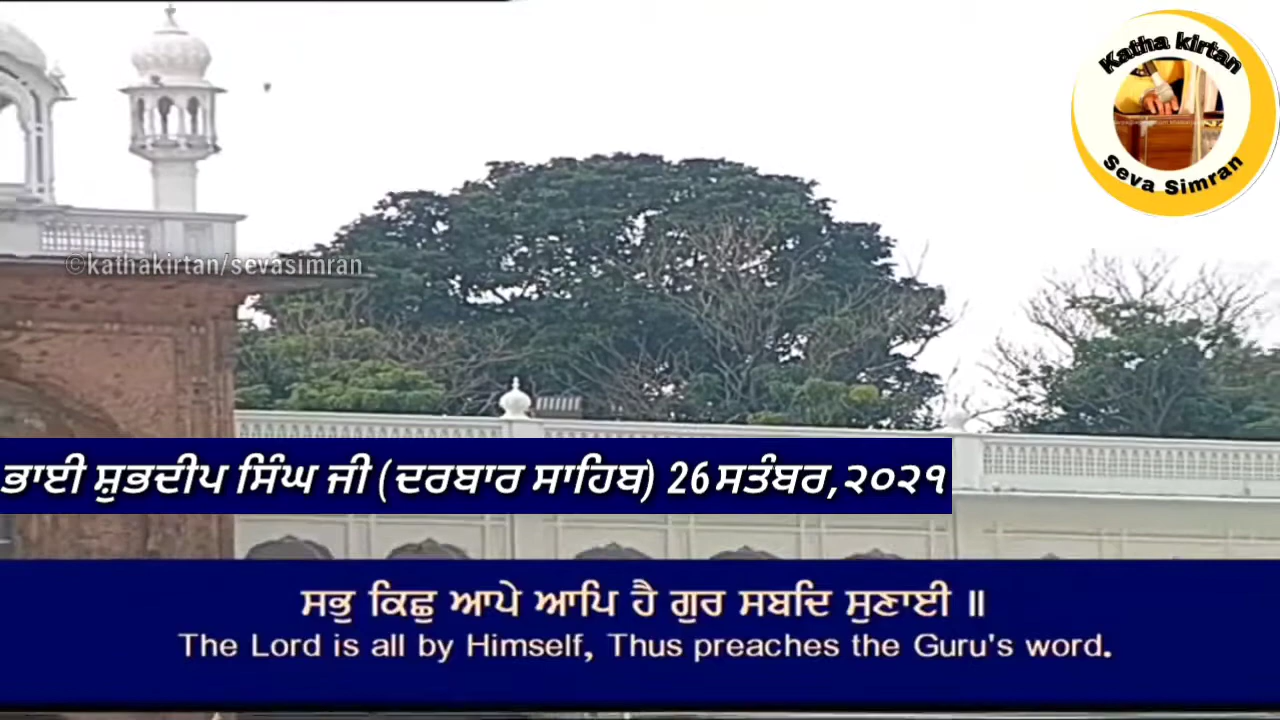 Katha kirtan
Seva Simran
©kathakirtan/sevasimran
ਭਾਈ ਸ਼ੁਭਦੀਪ ਸਿੰਘ ਜੀ (ਦਰਬਾਰ ਸਾਹਿਬ) 26 ਸਤੰਬਰ,੨੦੨੧
ਸਭੁ ਕਿਛੁ ਆਪੇ ਆਪਿ ਹੈ ਗੁਰ ਸਬਦਿ ਸੁਣਾਈ ॥
The Lord is all by Himself, Thus preaches the Guru's word.